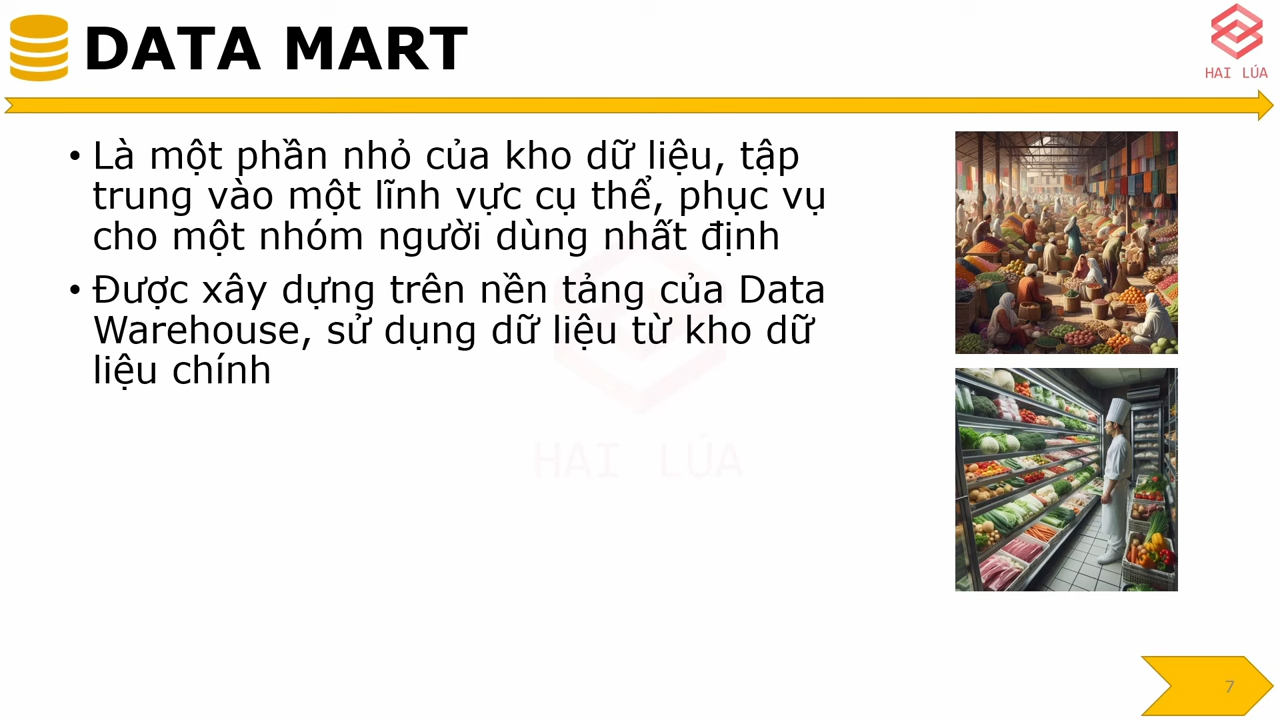 DATA MART
HAI LÚA
• Là một phần nhỏ của kho dữ liệu, tập
trung vào một lĩnh vực cụ thể, phục vụ
cho một nhóm người dùng nhất định
• Được xây dựng trên nền tảng của Data
Warehouse, sử dụng dữ liệu từ kho dữ
liệu chính
HAI LÚA
7